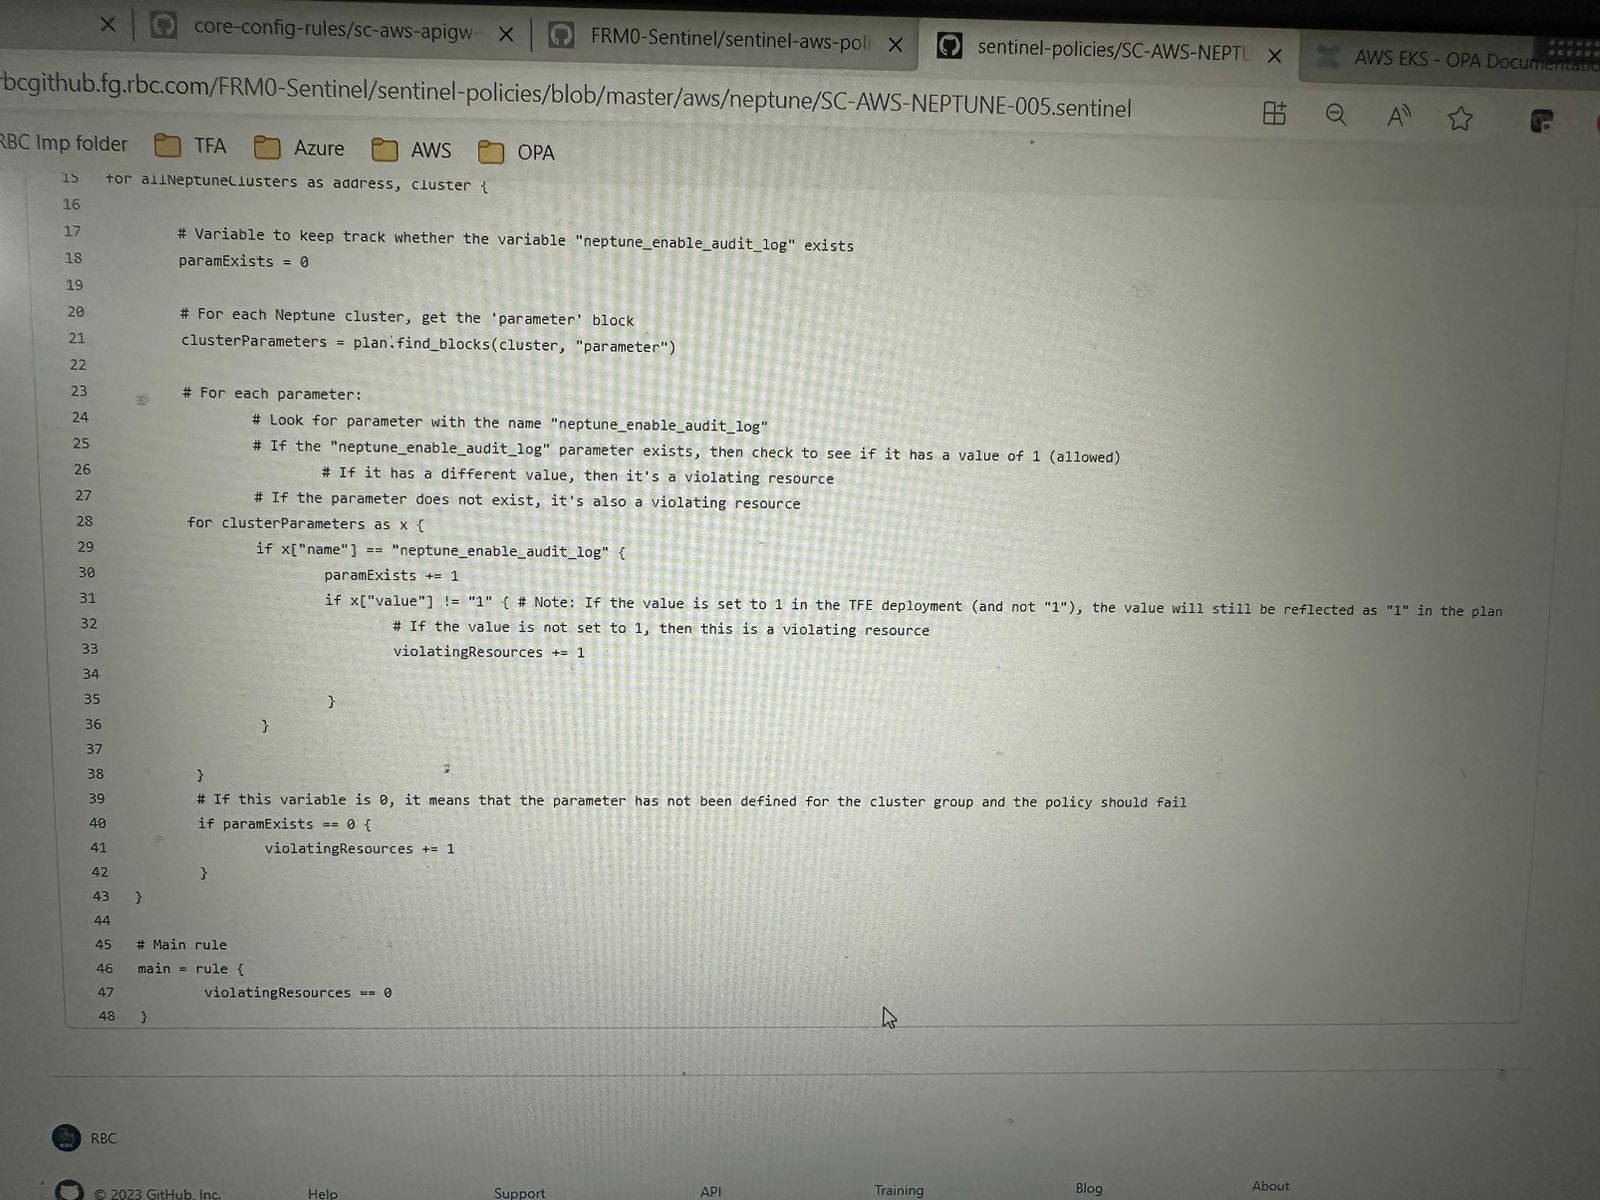 core-config-rules/sc-aws-apigw-
FRM0-Sentinel/sentinel-aws-poli
sentinel-policies/SC-AWS-NEPTU
AWS EKS - OPA Documentatio
rbcgithub.fg.rbc.com/FRM0-Sentinel/sentinel-policies/blob/master/aws/neptune/SC-AWS-NEPTUNE-005.sentinel
RBC Imp folder TFA Azure AWS OPA
15 for allNeptuneClusters as address, cluster {
16
17 # Variable to keep track whether the variable "neptune_enable_audit_log" exists
18 paramExists = 0
19
20 # For each Neptune cluster, get the 'parameter' block
21 clusterParameters = plan.find_blocks(cluster, "parameter")
22
23 # For each parameter:
24 # Look for parameter with the name "neptune_enable_audit_log"
25 # If the "neptune_enable_audit_log" parameter exists, then check to see if it has a value of 1 (allowed)
26 # If it has a different value, then it's a violating resource
27 # If the parameter does not exist, it's also a violating resource
28 for clusterParameters as x {
29 if x["name"] == "neptune_enable_audit_log" {
30 paramExists += 1
31 if x["value"] != "1" { # Note: If the value is set to 1 in the TFE deployment (and not "1"), the value will still be reflected as "1" in the plan
32 # If the value is not set to 1, then this is a violating resource
33 violatingResources += 1
34
35 }
36 }
37
38 }
39 # If this variable is 0, it means that the parameter has not been defined for the cluster group and the policy should fail
40 if paramExists == 0 {
41 violatingResources += 1
42 }
43 }
44
45 # Main rule
46 main = rule {
47 violatingResources == 0
48 }
RBC
© 2023 GitHub, Inc. Help Support API Training Blog About